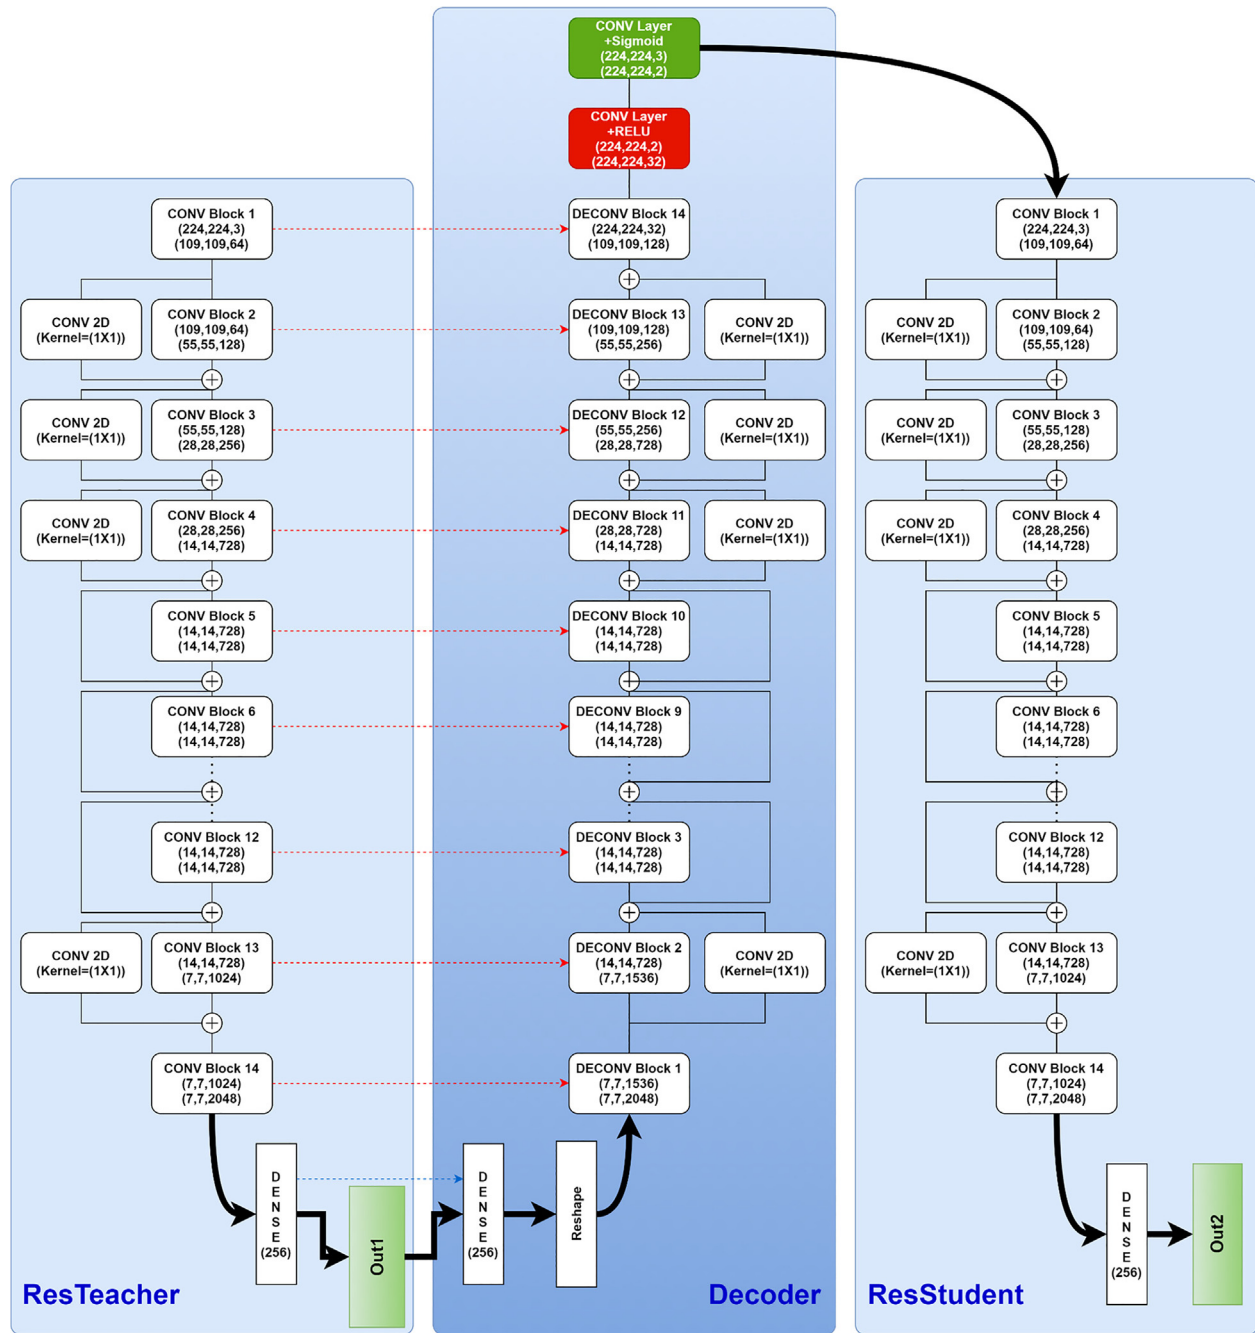 CONV Layer
+Sigmoid
(224,224,3)
(224,224,2)
CONV Layer
+RELU
(224,224,2)
(224,224,32)
CONV Block 1
(224,224,3)
(109,109,64)
CONV 2D
(Kernel=(1X1))
CONV Block 2
(109,109,64)
(55,55,128)
CONV 2D
(Kernel=(1X1))
CONV Block 3
(55,55,128)
(28,28,256)
CONV 2D
(Kernel=(1X1))
CONV Block 4
(28,28,256)
(14,14,728)
CONV Block 5
(14,14,728)
(14,14,728)
CONV Block 6
(14,14,728)
(14,14,728)
CONV Block 12
(14,14,728)
(14,14,728)
CONV 2D
(Kernel=(1X1))
CONV Block 13
(14,14,728)
(7,7,1024)
CONV Block 14
(7,7,1024)
(7,7,2048)
DENSE
(256)
Out1
ResTeacher
DECONV Block 14
(224,224,32)
(109,109,128)
DECONV Block 13
(109,109,128)
(55,55,256)
CONV 2D
(Kernel=(1X1))
DECONV Block 12
(55,55,256)
(28,28,728)
CONV 2D
(Kernel=(1X1))
DECONV Block 11
(28,28,728)
(14,14,728)
CONV 2D
(Kernel=(1X1))
DECONV Block 10
(14,14,728)
(14,14,728)
DECONV Block 9
(14,14,728)
(14,14,728)
DECONV Block 3
(14,14,728)
(14,14,728)
DECONV Block 2
(14,14,728)
(7,7,1536)
CONV 2D
(Kernel=(1X1))
DECONV Block 1
(7,7,1536)
(7,7,2048)
DENSE
(256)
Reshape
Decoder
CONV Block 1
(224,224,3)
(109,109,64)
CONV 2D
(Kernel=(1X1))
CONV Block 2
(109,109,64)
(55,55,128)
CONV 2D
(Kernel=(1X1))
CONV Block 3
(55,55,128)
(28,28,256)
CONV 2D
(Kernel=(1X1))
CONV Block 4
(28,28,256)
(14,14,728)
CONV Block 5
(14,14,728)
(14,14,728)
CONV Block 6
(14,14,728)
(14,14,728)
CONV Block 12
(14,14,728)
(14,14,728)
CONV 2D
(Kernel=(1X1))
CONV Block 13
(14,14,728)
(7,7,1024)
CONV Block 14
(7,7,1024)
(7,7,2048)
DENSE
(256)
Out2
ResStudent